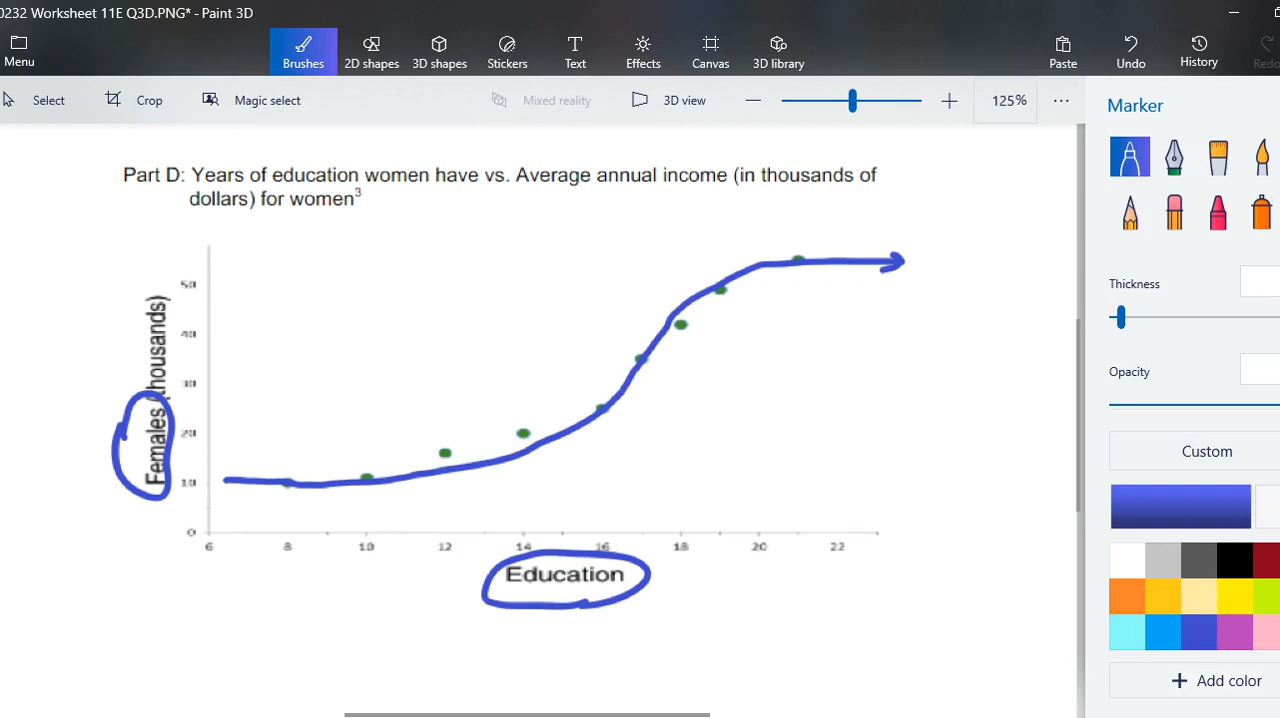 0232 Worksheet 11E Q3D.PNG* - Paint 3D
Menu
Brushes
2D shapes
3D shapes
Stickers
Text
Effects
Canvas
3D library
Paste
Undo
History
Redo
Select
Crop
Magic select
Mixed reality
3D view
125%
Marker
Part D: Years of education women have vs. Average annual income (in thousands of
dollars) for women³
Females (thousands)
50
40
30
20
10
0
6 8 10 12 14 16 18 20 22
Education
Thickness
Opacity
Custom
Add color